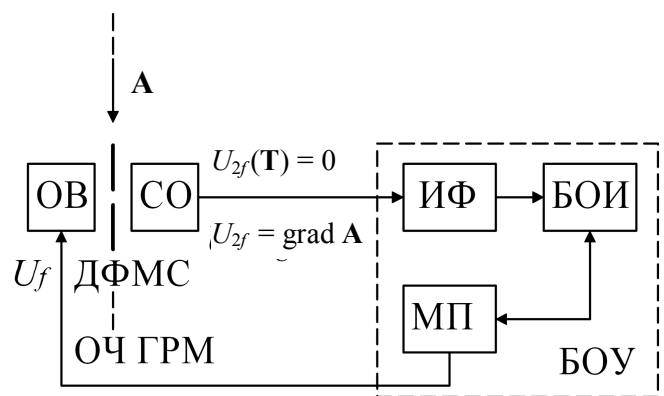 A
U2f(T) = 0
ОВ
СО
ИФ
БОИ
U2f = grad A
Uf
ДФМС
МП
ОЧ ГРМ
БОУ